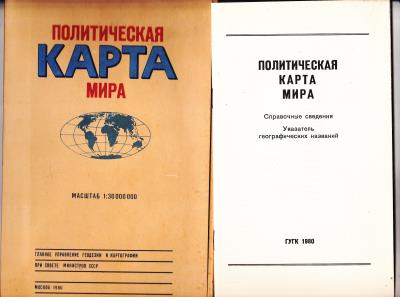 ПОЛИТИЧЕСКАЯ
КАРТА
МИРА
МАСШТАБ 1:30 000 000
ГЛАВНОЕ УПРАВЛЕНИЕ ГЕОДЕЗИИ И КАРТОГРАФИИ
ПРИ СОВЕТЕ МИНИСТРОВ СССР
МОСКВА 1980
ПОЛИТИЧЕСКАЯ
КАРТА
МИРА
Справочные сведения
Указатель
географических названий
ГУГК 1980